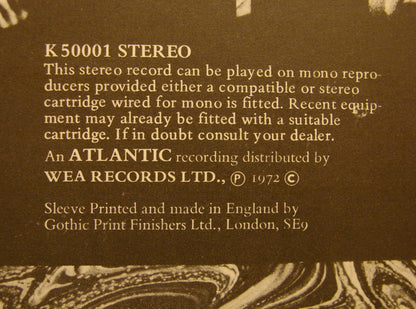 K 50001 STEREO
This stereo record can be played on mono repro-
ducers provided either a compatible or stereo
cartridge wired for mono is fitted. Recent equip-
ment may already be fitted with a suitable
cartridge. If in doubt consult your dealer.
An ATLANTIC recording distributed by
WEA RECORDS LTD., ℗ 1972 ©
Sleeve Printed and made in England by
Gothic Print Finishers Ltd., London, SE9